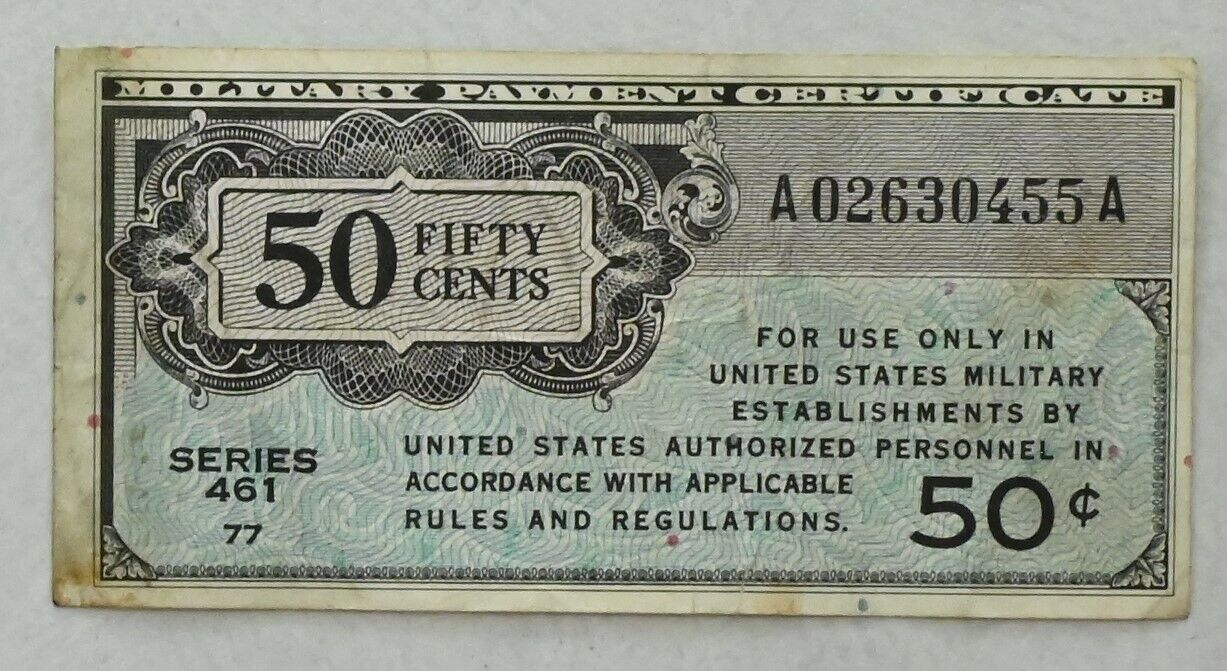 MILITARY PAYMENT CERTIFICATE
A02630455A
50 FIFTY
CENTS
FOR USE ONLY IN
UNITED STATES MILITARY
ESTABLISHMENTS BY
UNITED STATES AUTHORIZED PERSONNEL IN
ACCORDANCE WITH APPLICABLE
RULES AND REGULATIONS.
SERIES
461
77
50¢